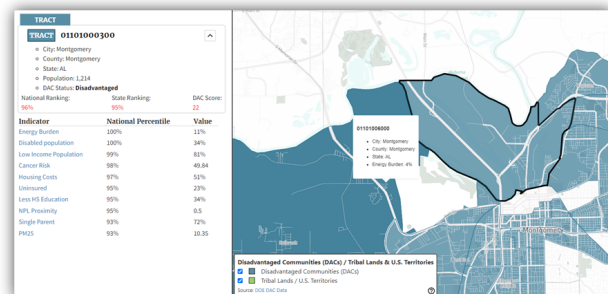 TRACT
TRACT 01101000300
City: Montgomery
County: Montgomery
State: AL
Population: 1,214
DAC Status: Disadvantaged
National Ranking: State Ranking: DAC Score:
96% 95% 22
Indicator National Percentile Value
Energy Burden 100% 11%
Disabled population 100% 34%
Low Income Population 99% 81%
Cancer Risk 98% 49.84
Housing Costs 97% 51%
Uninsured 95% 23%
Less HS Education 95% 34%
NPL Proximity 95% 0.5
Single Parent 93% 72%
PM25 93% 10.35
01101006000
City: Montgomery
County: Montgomery
State: AL
Energy Burden: 4%
Montgomery
Disadvantaged Communities (DACs) / Tribal Lands & U.S. Territories
Disadvantaged Communities (DACs)
Tribal Lands / U.S. Territories
Source: DOE DAC Data